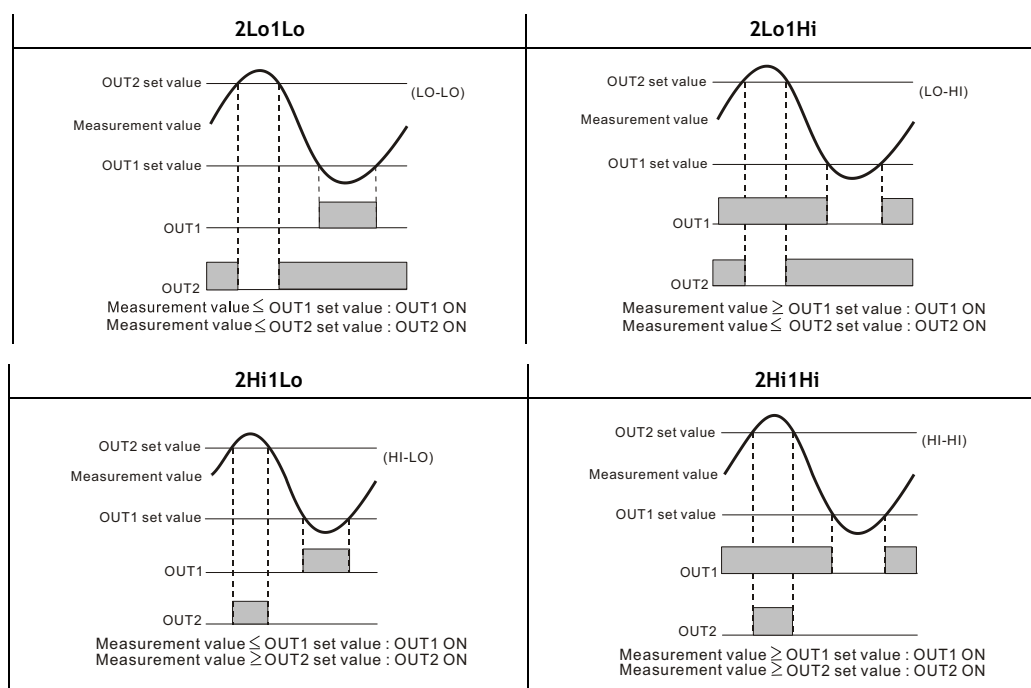 2Lo1Lo
OUT2 set value
(LO-LO)
Measurement value
OUT1 set value
OUT1
OUT2
Measurement value ≤ OUT1 set value : OUT1 ON
Measurement value ≤ OUT2 set value : OUT2 ON
2Lo1Hi
OUT2 set value
(LO-HI)
Measurement value
OUT1 set value
OUT1
OUT2
Measurement value ≥ OUT1 set value : OUT1 ON
Measurement value ≤ OUT2 set value : OUT2 ON
2Hi1Lo
OUT2 set value
(HI-LO)
Measurement value
OUT1 set value
OUT1
OUT2
Measurement value ≤ OUT1 set value : OUT1 ON
Measurement value ≥ OUT2 set value : OUT2 ON
2Hi1Hi
OUT2 set value
(HI-HI)
Measurement value
OUT1 set value
OUT1
OUT2
Measurement value ≥ OUT1 set value : OUT1 ON
Measurement value ≥ OUT2 set value : OUT2 ON